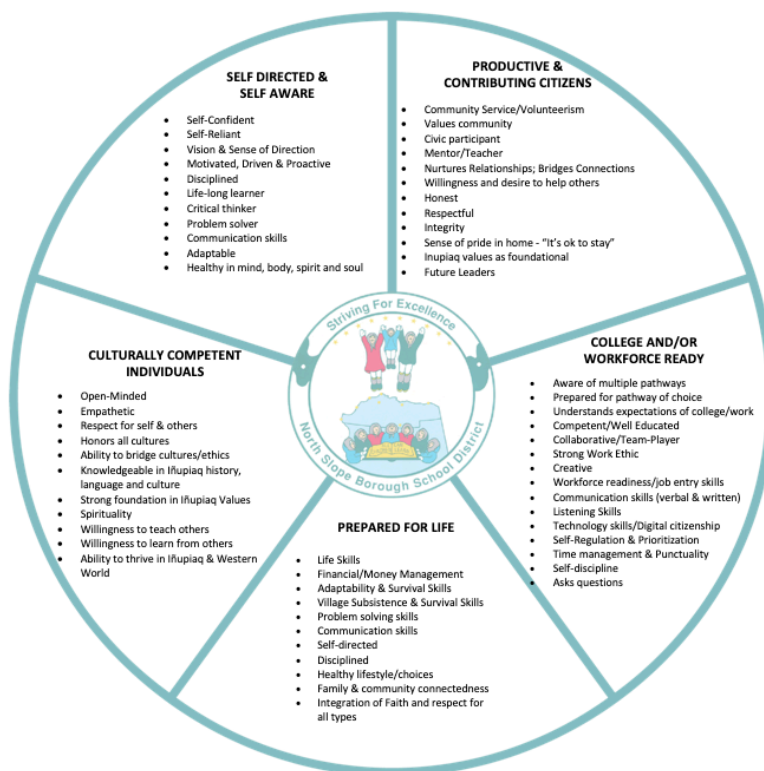 SELF DIRECTED &
SELF AWARE
• Self-Confident
• Self-Reliant
• Vision & Sense of Direction
• Motivated, Driven & Proactive
• Disciplined
• Life-long learner
• Critical thinker
• Problem solver
• Communication skills
• Adaptable
• Healthy in mind, body, spirit and soul
PRODUCTIVE &
CONTRIBUTING CITIZENS
• Community Service/Volunteerism
• Values community
• Civic participant
• Mentor/Teacher
• Nurtures Relationships; Bridges Connections
• Willingness and desire to help others
• Honest
• Respectful
• Integrity
• Sense of pride in home - “It’s ok to stay”
• Inupiaq values as foundational
• Future Leaders
CULTURALLY COMPETENT
INDIVIDUALS
• Open-Minded
• Empathetic
• Respect for self & others
• Honors all cultures
• Ability to bridge cultures/ethics
• Knowledgeable in Iñupiaq history,
language and culture
• Strong foundation in Iñupiaq Values
• Spirituality
• Willingness to teach others
• Willingness to learn from others
• Ability to thrive in Iñupiaq & Western
World
Striving For Excellence
North Slope Borough School District
COLLEGE AND/OR
WORKFORCE READY
• Aware of multiple pathways
• Prepared for pathway of choice
• Understands expectations of college/work
• Competent/Well Educated
• Collaborative/Team-Player
• Strong Work Ethic
• Creative
• Workforce readiness/job entry skills
• Communication skills (verbal & written)
• Listening Skills
• Technology skills/Digital citizenship
• Self-Regulation & Prioritization
• Time management & Punctuality
• Self-discipline
• Asks questions
PREPARED FOR LIFE
• Life Skills
• Financial/Money Management
• Adaptability & Survival Skills
• Village Subsistence & Survival Skills
• Problem solving skills
• Communication skills
• Self-directed
• Disciplined
• Healthy lifestyle/choices
• Family & community connectedness
• Integration of Faith and respect for
all types